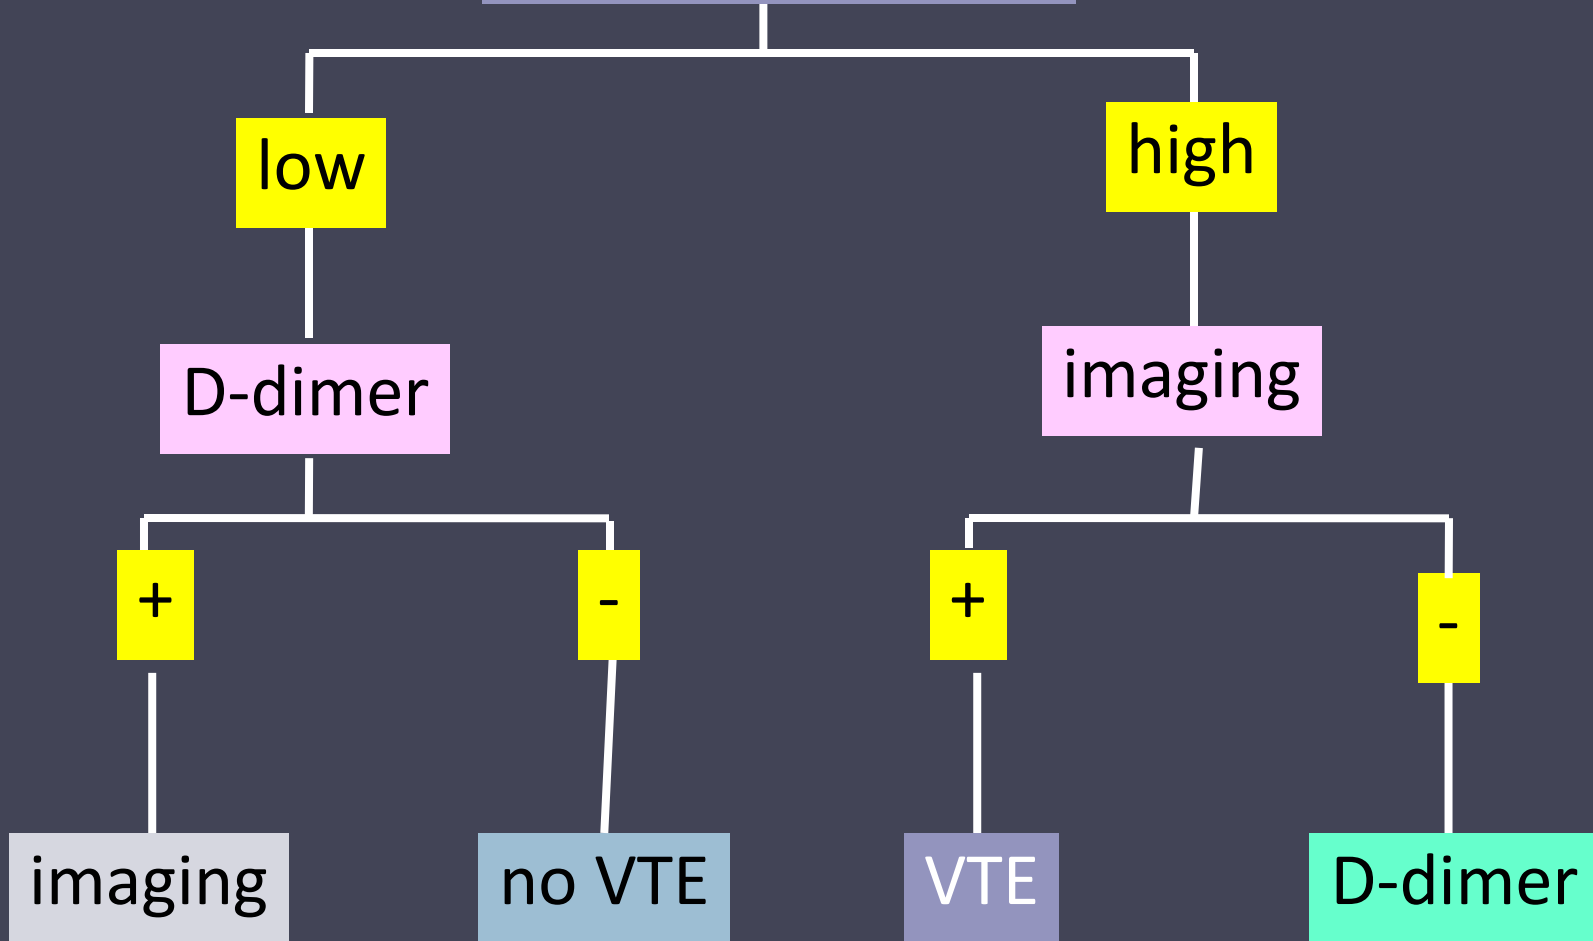 low
high
D-dimer
imaging
+
-
+
-
imaging
no VTE
VTE
D-dimer